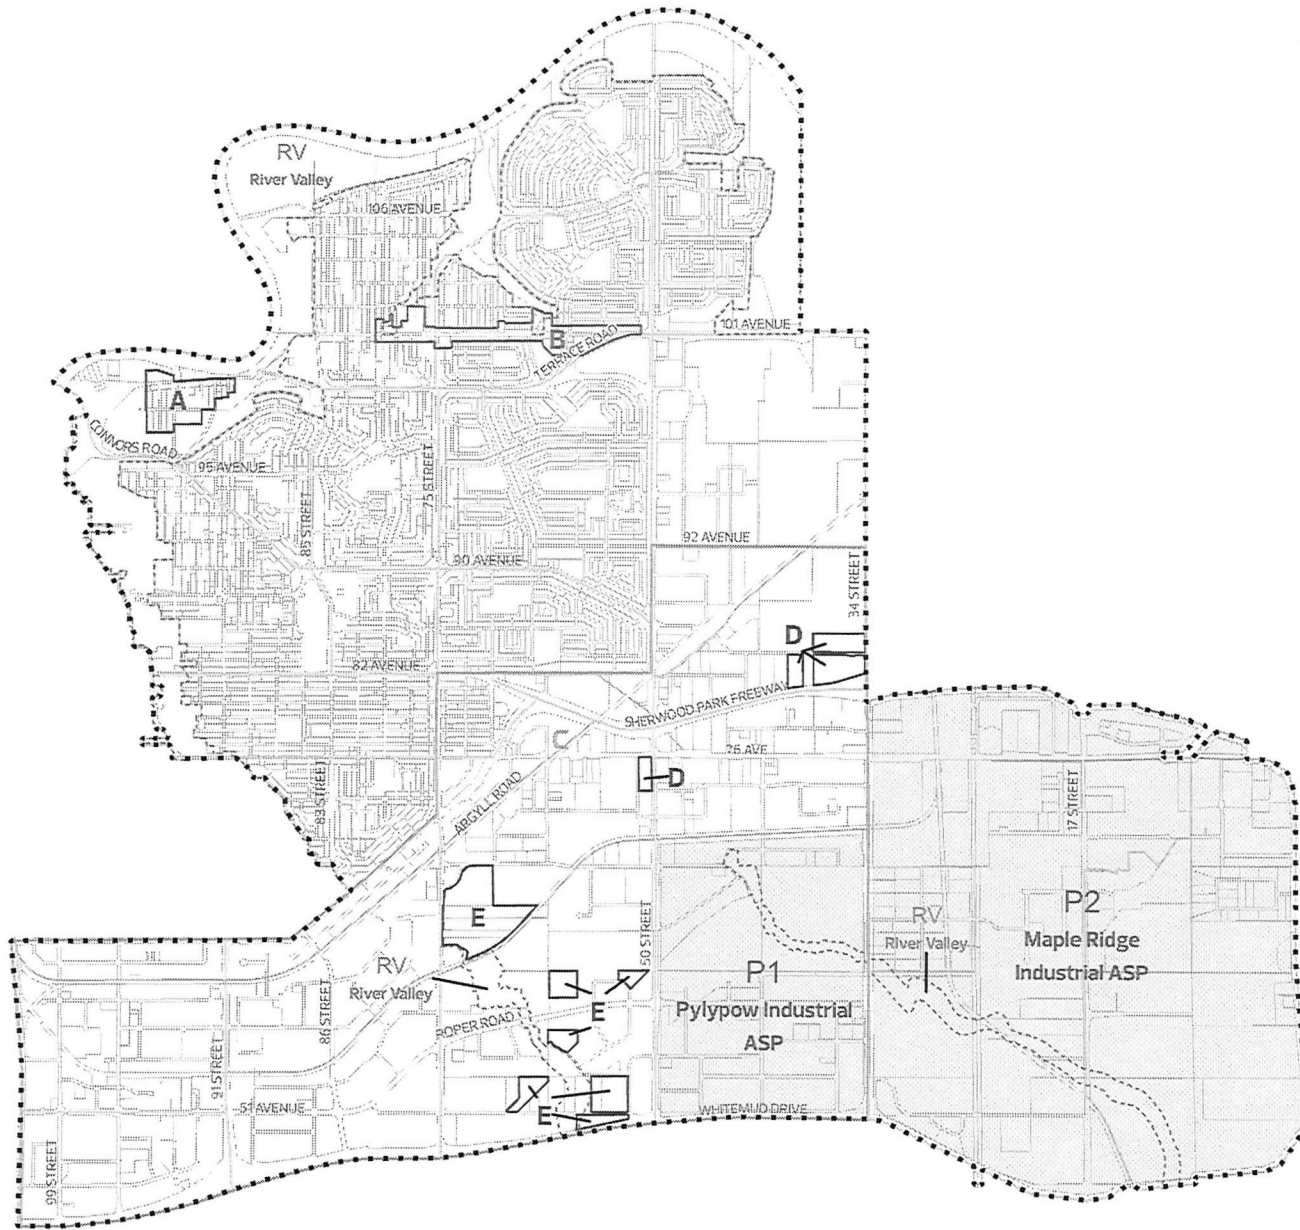 RV
River Valley
106 AVENUE
B
101 AVENUE
TERRACE ROAD
A
CONNORS ROAD
95 AVENUE
75 STREET
85 STREET
92 AVENUE
90 AVENUE
34 STREET
D
82 AVENUE
SHERWOOD PARK FREEWAY
C
76 AVE
D
ARGYLL ROAD
83 STREET
17 STREET
E
50 STREET
P2
Maple Ridge
Industrial ASP
RV
River Valley
RV
River Valley
P1
Pylypow Industrial
ASP
E
86 STREET
ROPER ROAD
91 STREET
51 AVENUE
E
WHITEMUD DRIVE
99 STREET